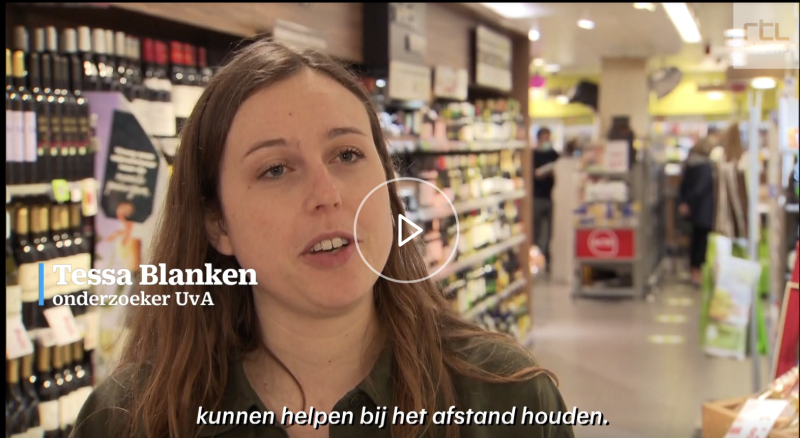 rtl
Tessa Blanken
onderzoeker UvA
kunnen helpen bij het afstand houden.